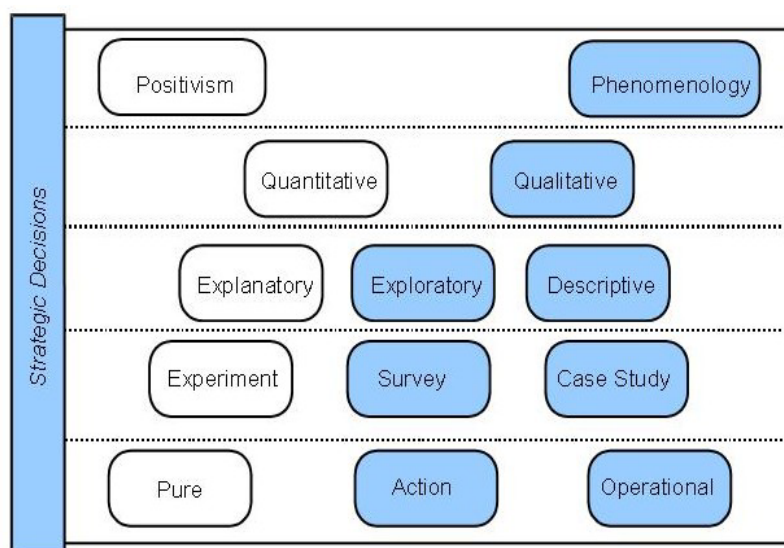 Strategic Decisions
Positivism
Phenomenology
Quantitative
Qualitative
Explanatory
Exploratory
Descriptive
Experiment
Survey
Case Study
Pure
Action
Operational